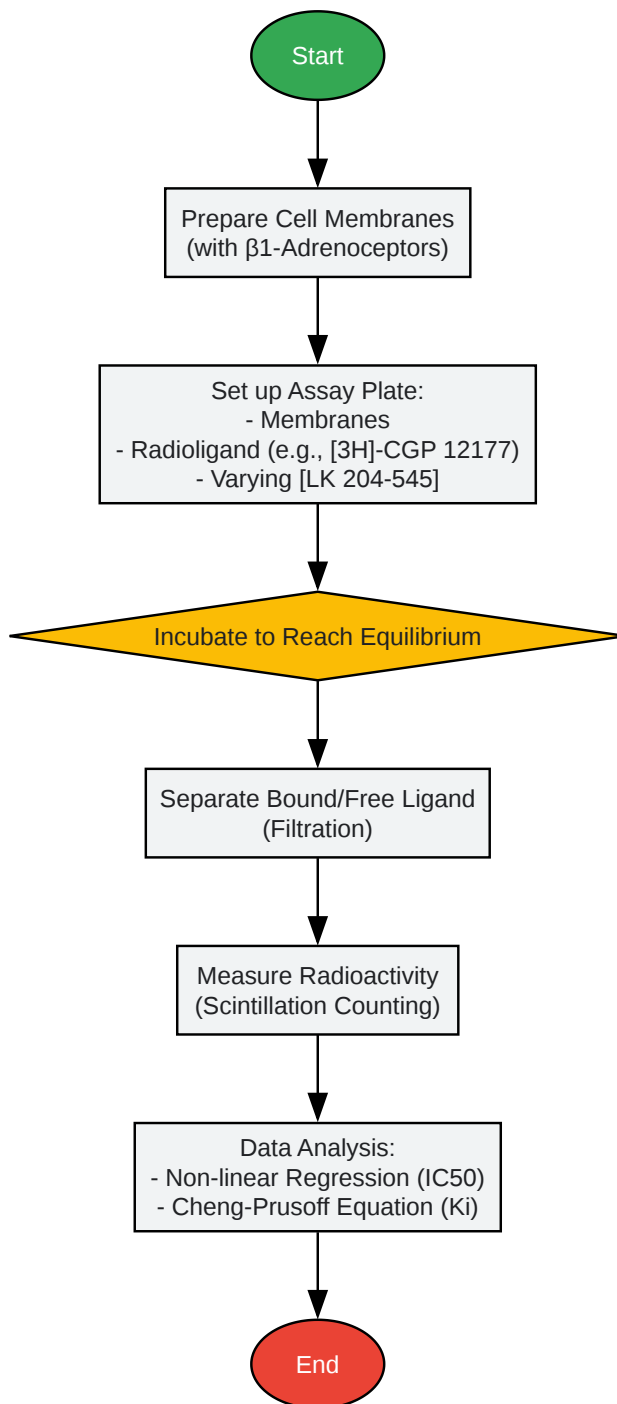 Start
Prepare Cell Membranes
(with β1-Adrenoceptors)
Set up Assay Plate:
- Membranes
- Radioligand (e.g., [3H]-CGP 12177)
- Varying [LK 204-545]
Incubate to Reach Equilibrium
Separate Bound/Free Ligand
(Filtration)
Measure Radioactivity
(Scintillation Counting)
Data Analysis:
- Non-linear Regression (IC50)
- Cheng-Prusoff Equation (Ki)
End